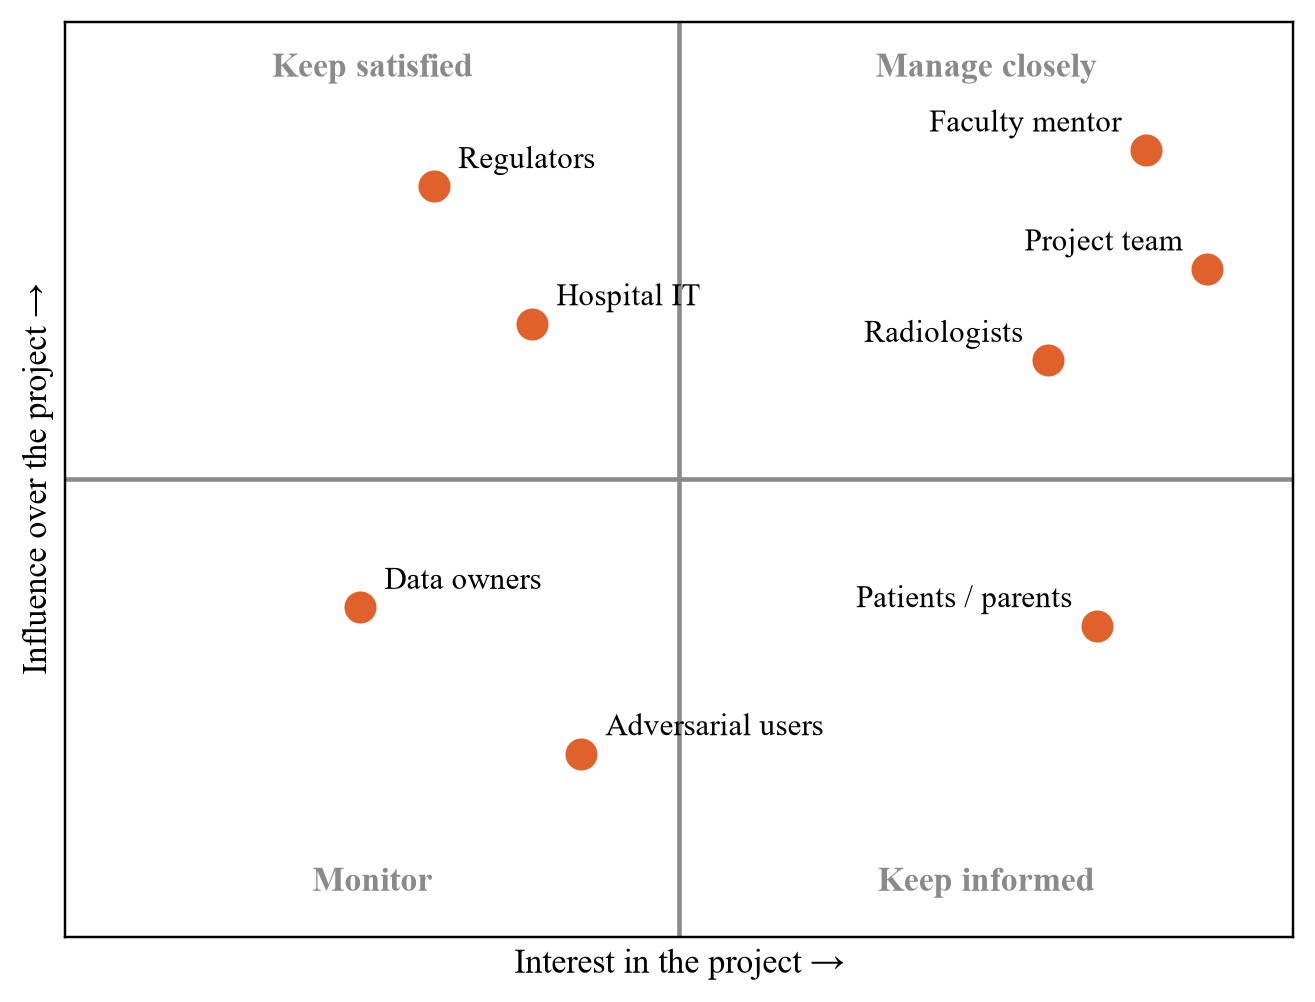 Keep satisfied
Manage closely
Faculty mentor
Regulators
Project team
Hospital IT
Radiologists
Influence over the project →
Data owners
Patients / parents
Adversarial users
Monitor
Keep informed
Interest in the project →